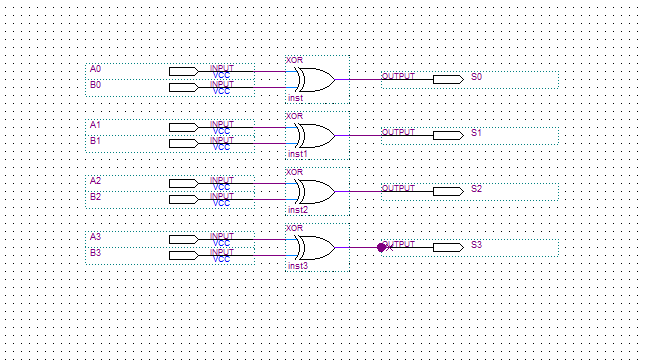 XOR
A0 INPUT VCC OUTPUT S0
B0 INPUT VCC
inst
XOR
A1 INPUT VCC OUTPUT S1
B1 INPUT VCC
inst1
XOR
A2 INPUT VCC OUTPUT S2
B2 INPUT VCC
inst2
XOR
A3 INPUT VCC OUTPUT S3
B3 INPUT VCC
inst3